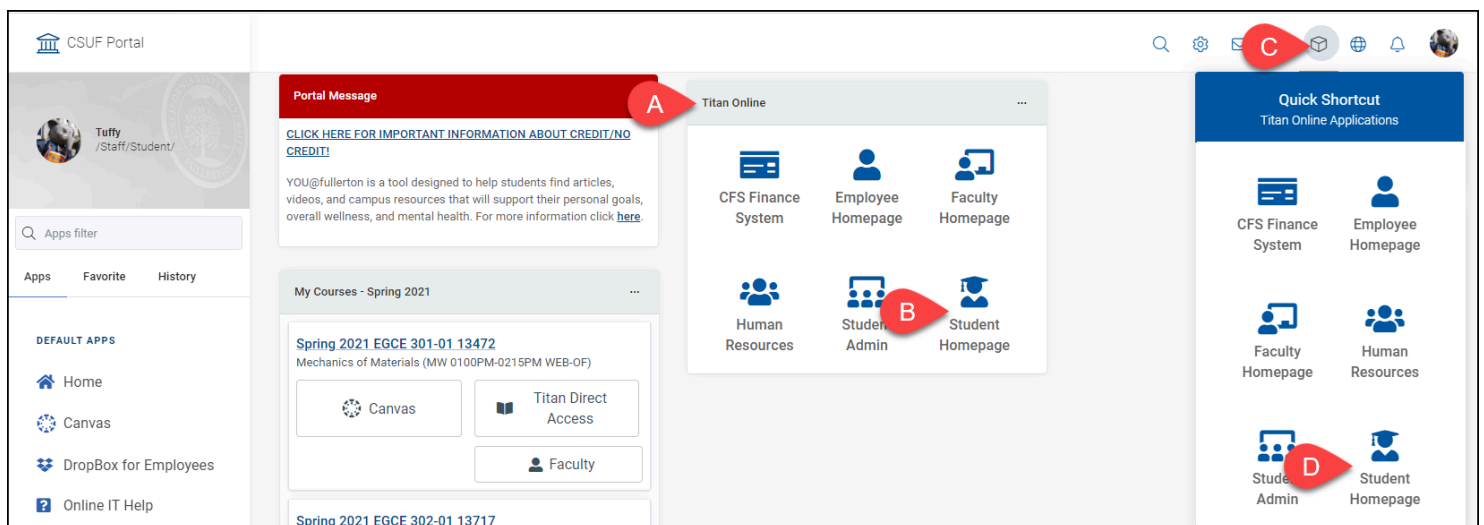 CSUF Portal
C
Tuffy
/Staff/Student/
Apps filter
Apps Favorite History
DEFAULT APPS
Home
Canvas
DropBox for Employees
Online IT Help
Portal Message
CLICK HERE FOR IMPORTANT INFORMATION ABOUT CREDIT/NO
CREDIT!
YOU@fullerton is a tool designed to help students find articles,
videos, and campus resources that will support their personal goals,
overall wellness, and mental health. For more information click here.
My Courses - Spring 2021 ...
Spring 2021 EGCE 301-01 13472
Mechanics of Materials (MW 0100PM-0215PM WEB-OF)
Canvas
Titan Direct
Access
Faculty
Spring 2021 EGCE 302-01 13717
A
Titan Online ...
CFS Finance
System
Employee
Homepage
Faculty
Homepage
Human
Resources
Admin
B
Student
Homepage
Quick Shortcut
Titan Online Applications
CFS Finance
System
Employee
Homepage
Faculty
Homepage
Human
Resources
Admin
D
Student
Homepage